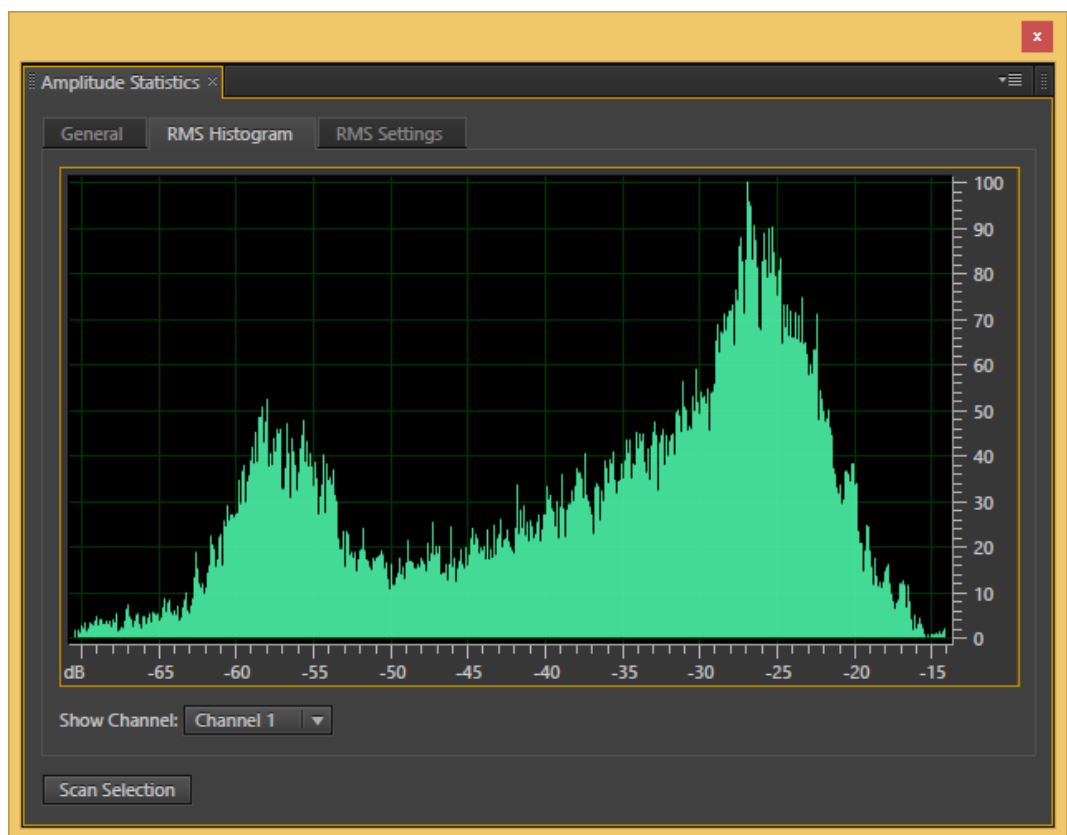 x
Amplitude Statistics ×
General RMS Histogram RMS Settings
100
90
80
70
60
50
40
30
20
10
0
dB -65 -60 -55 -50 -45 -40 -35 -30 -25 -20 -15
Show Channel: Channel 1
Scan Selection